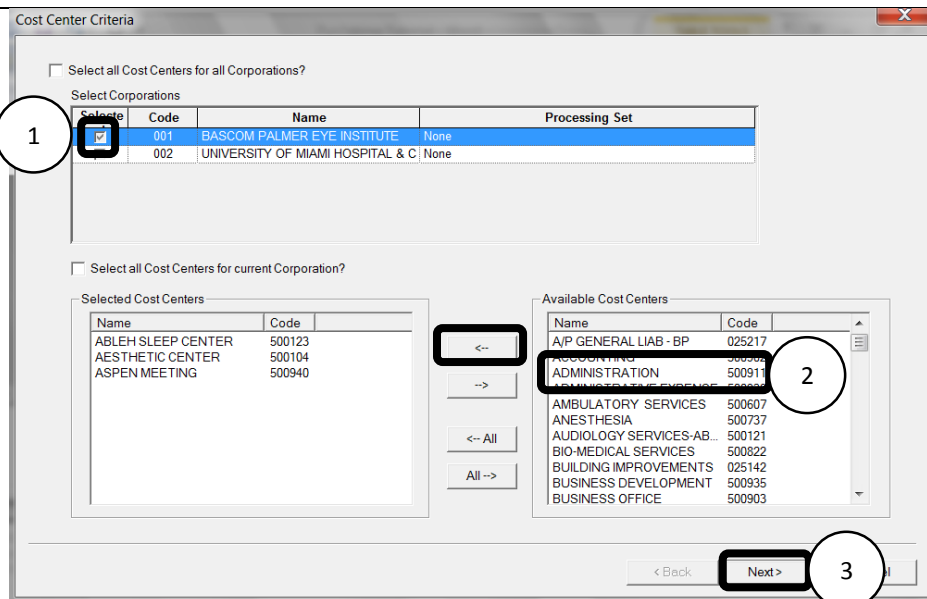 Cost Center Criteria
X
Select all Cost Centers for all Corporations?
Select Corporations
Selecte Code Name Processing Set
1
001 BASCOM PALMER EYE INSTITUTE None
002 UNIVERSITY OF MIAMI HOSPITAL & C None
Select all Cost Centers for current Corporation?
Selected Cost Centers
Name Code
ABLEH SLEEP CENTER 500123
AESTHETIC CENTER 500104
ASPEN MEETING 500940
<--
-->
<-- All
All -->
Available Cost Centers
Name Code
A/P GENERAL LIAB - BP 025217
ACCOUNTING
ADMINISTRATION 500911
2
ADMINISTRATIVE EXPENSE
AMBULATORY SERVICES 500607
ANESTHESIA 500737
AUDIOLOGY SERVICES-AB... 500121
BIO-MEDICAL SERVICES 500822
BUILDING IMPROVEMENTS 025142
BUSINESS DEVELOPMENT 500935
BUSINESS OFFICE 500903
< Back
Next >
3